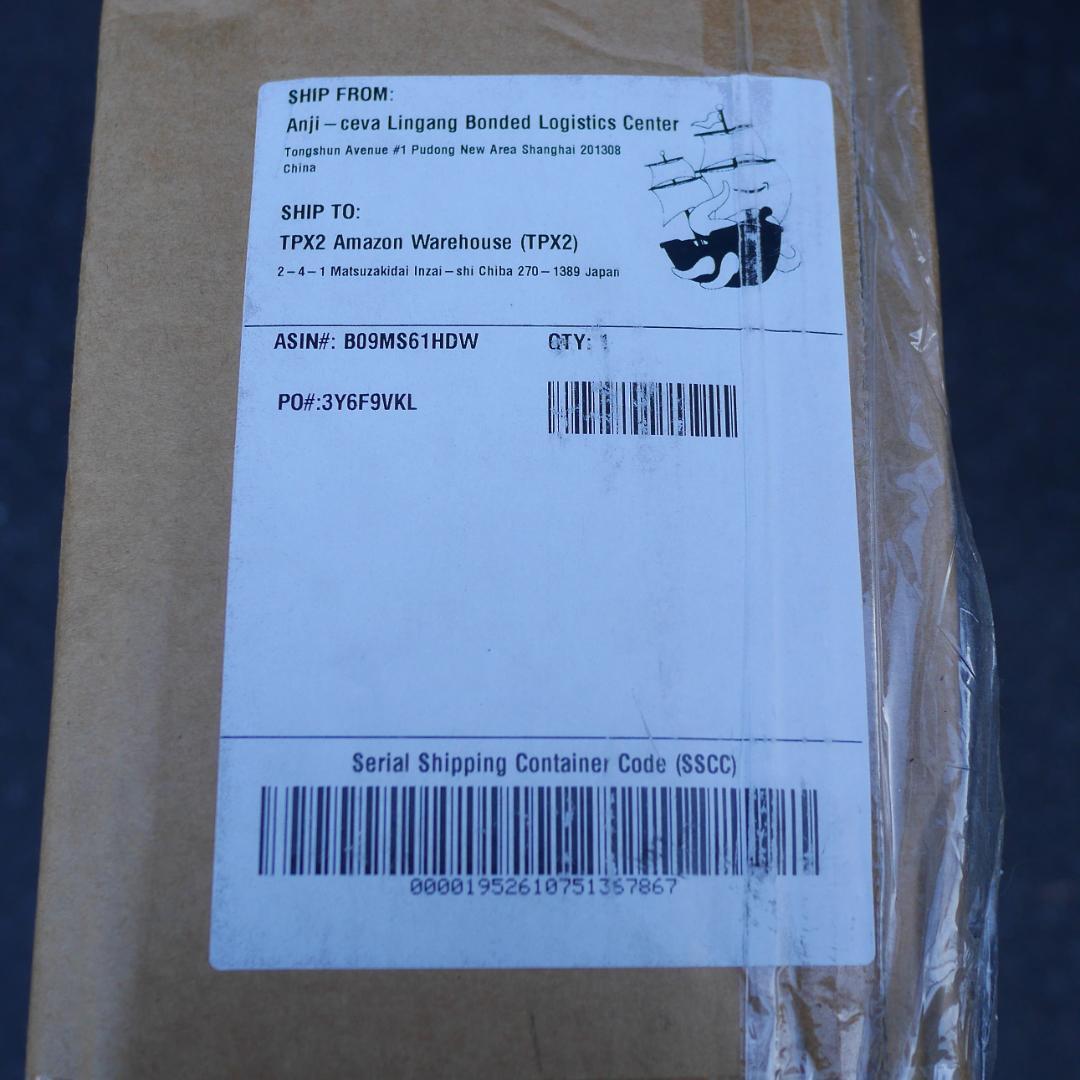 SHIP FROM:
Anji-ceva Lingang Bonded Logistics Center
Tongshun Avenue #1 Pudong New Area Shanghai 201308
China
SHIP TO:
TPX2 Amazon Warehouse (TPX2)
2-4-1 Matsuzakidai Inzai-shi Chiba 270-1389 Japan
ASIN#: B09MS61HDW QTY: 1
PO#:3Y6F9VKL
Serial Shipping Container Code (SSCC)
00001952610751367867